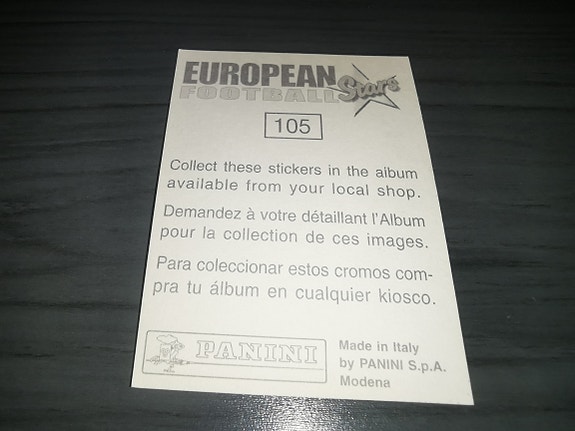 EUROPEAN
FOOTBALL Stars
105
Collect these stickers in the album
available from your local shop.
Demandez à votre détaillant l'Album
pour la collection de ces images.
Para coleccionar estos cromos com-
pra tu álbum en cualquier kiosco.
PANINI
Made in Italy
by PANINI S.p.A.
Modena